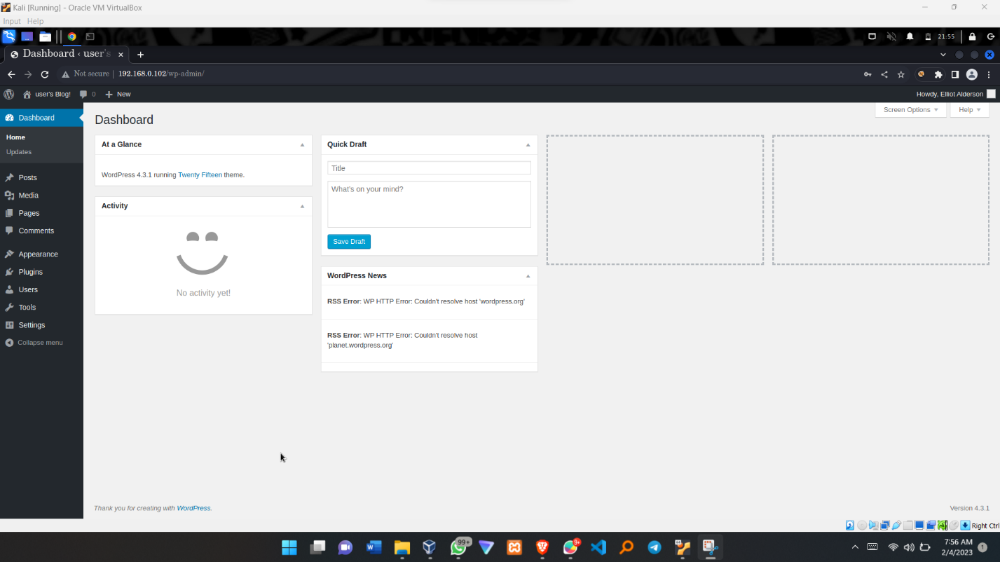 Kali [Running] - Oracle VM VirtualBox
Input Help
21:55
Dashboard ‹ user's
Not secure | 192.168.0.102/wp-admin/
user's Blog! 0 New Howdy, Elliot Alderson
Dashboard
Home
Updates
Posts
Media
Pages
Comments
Appearance
Plugins
Users
Tools
Settings
Collapse menu
Screen Options Help
Dashboard
At a Glance
WordPress 4.3.1 running Twenty Fifteen theme.
Activity
No activity yet!
Quick Draft
Title
What's on your mind?
Save Draft
WordPress News
RSS Error: WP HTTP Error: Couldn't resolve host 'wordpress.org'
RSS Error: WP HTTP Error: Couldn't resolve host
'planet.wordpress.org'
Thank you for creating with WordPress. Version 4.3.1
Right Ctrl
99+
9+
7:56 AM
2/4/2023
1